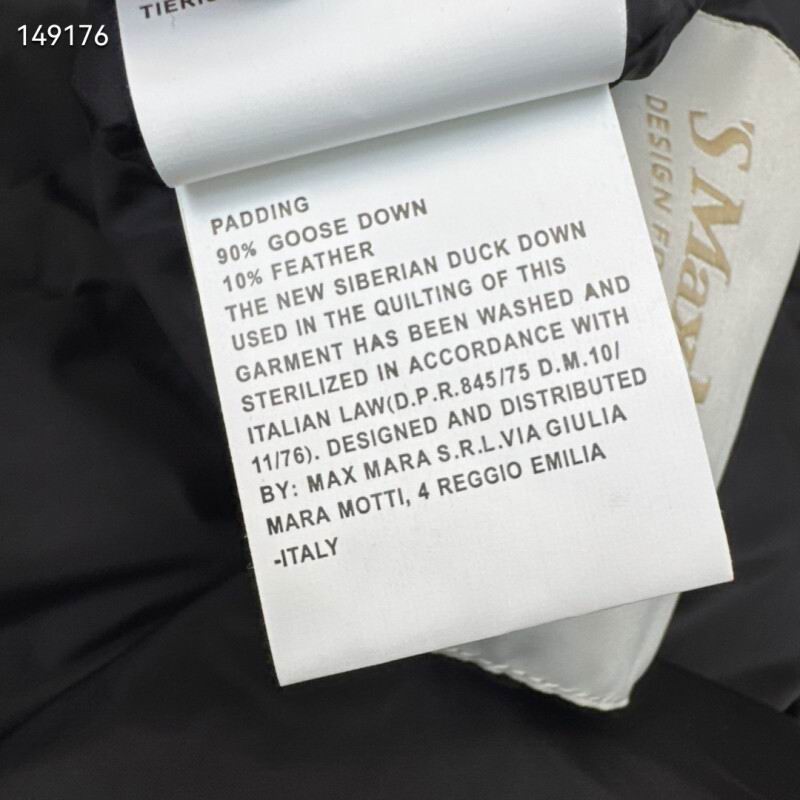 149176
PADDING
90% GOOSE DOWN
10% FEATHER
THE NEW SIBERIAN DUCK DOWN
USED IN THE QUILTING OF THIS
GARMENT HAS BEEN WASHED AND
STERILIZED IN ACCORDANCE WITH
ITALIAN LAW(D.P.R.845/75 D.M.10/
11/76). DESIGNED AND DISTRIBUTED
BY: MAX MARA S.R.L.VIA GIULIA
MARA MOTTI, 4 REGGIO EMILIA
-ITALY
'S Max
DESIGN